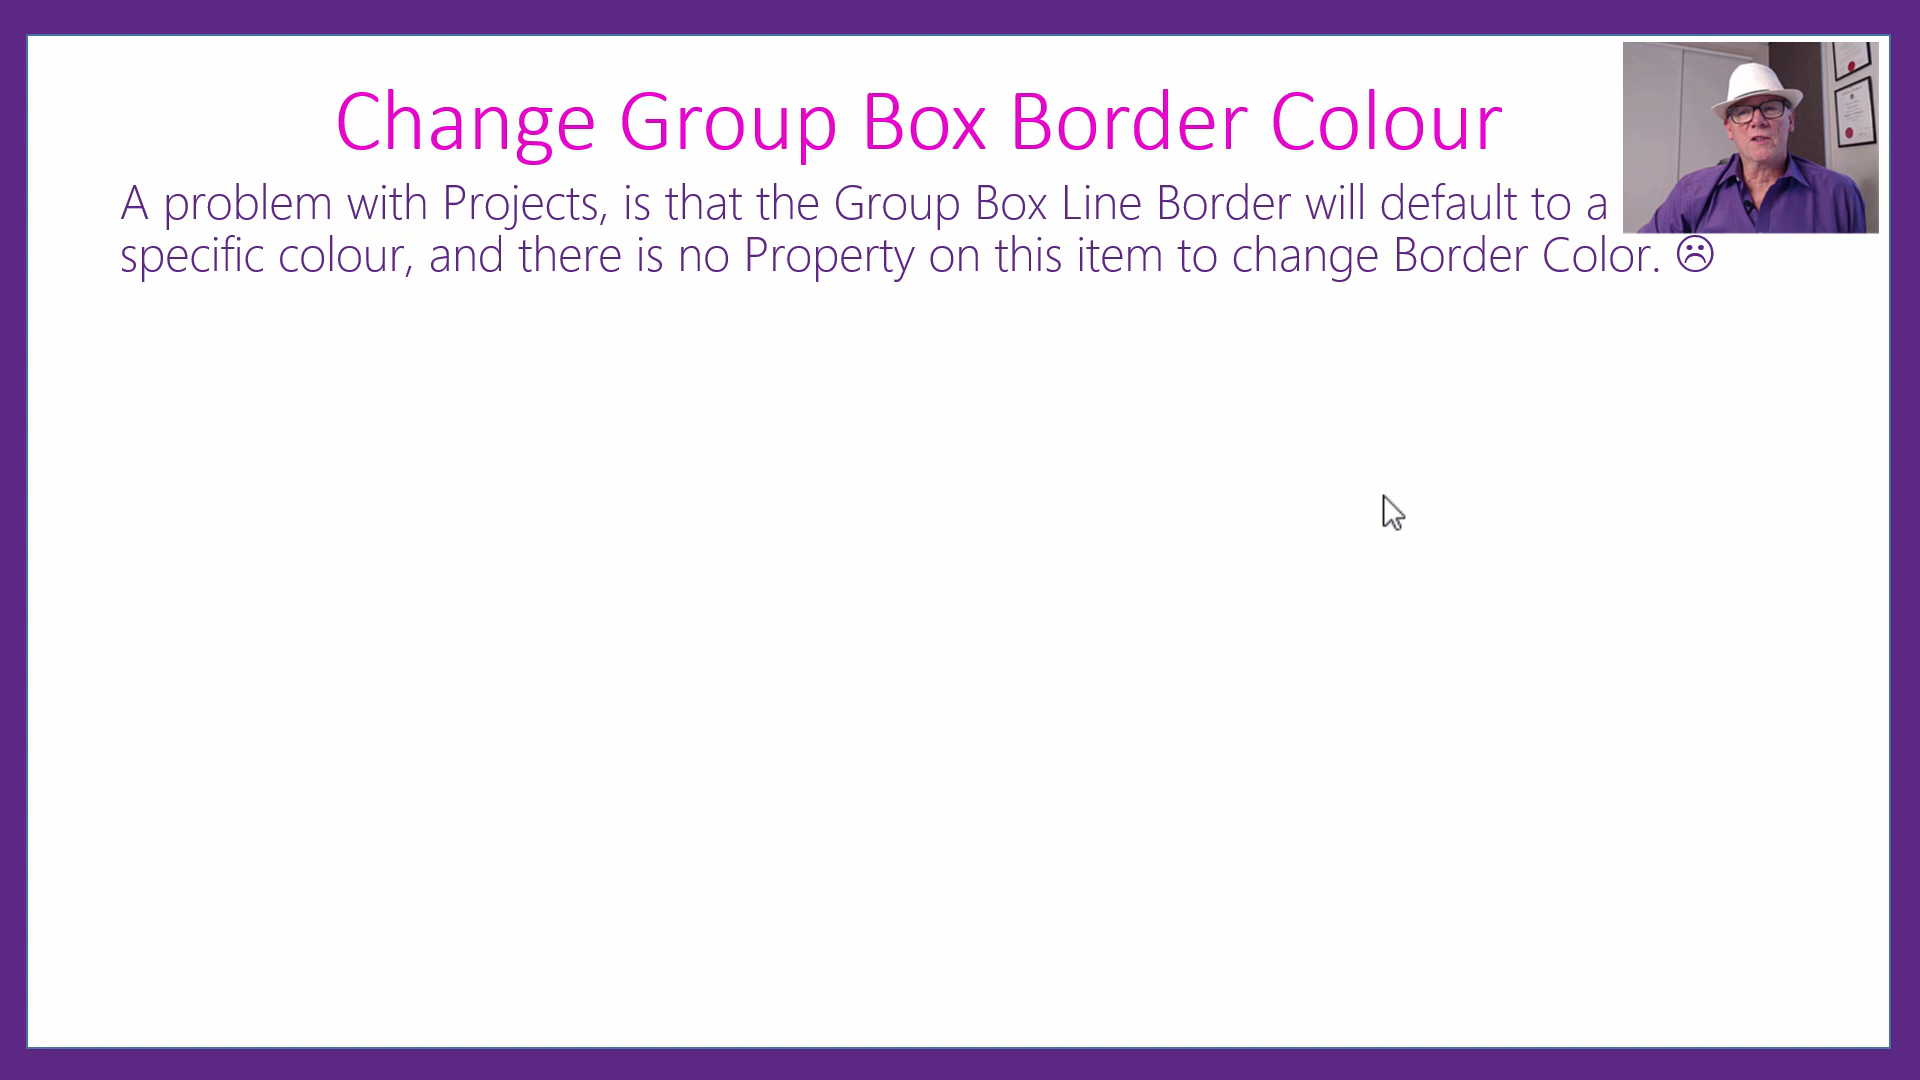 Change Group Box Border Colour
A problem with Projects, is that the Group Box Line Border will default to a
specific colour, and there is no Property on this item to change Border Color. ☹